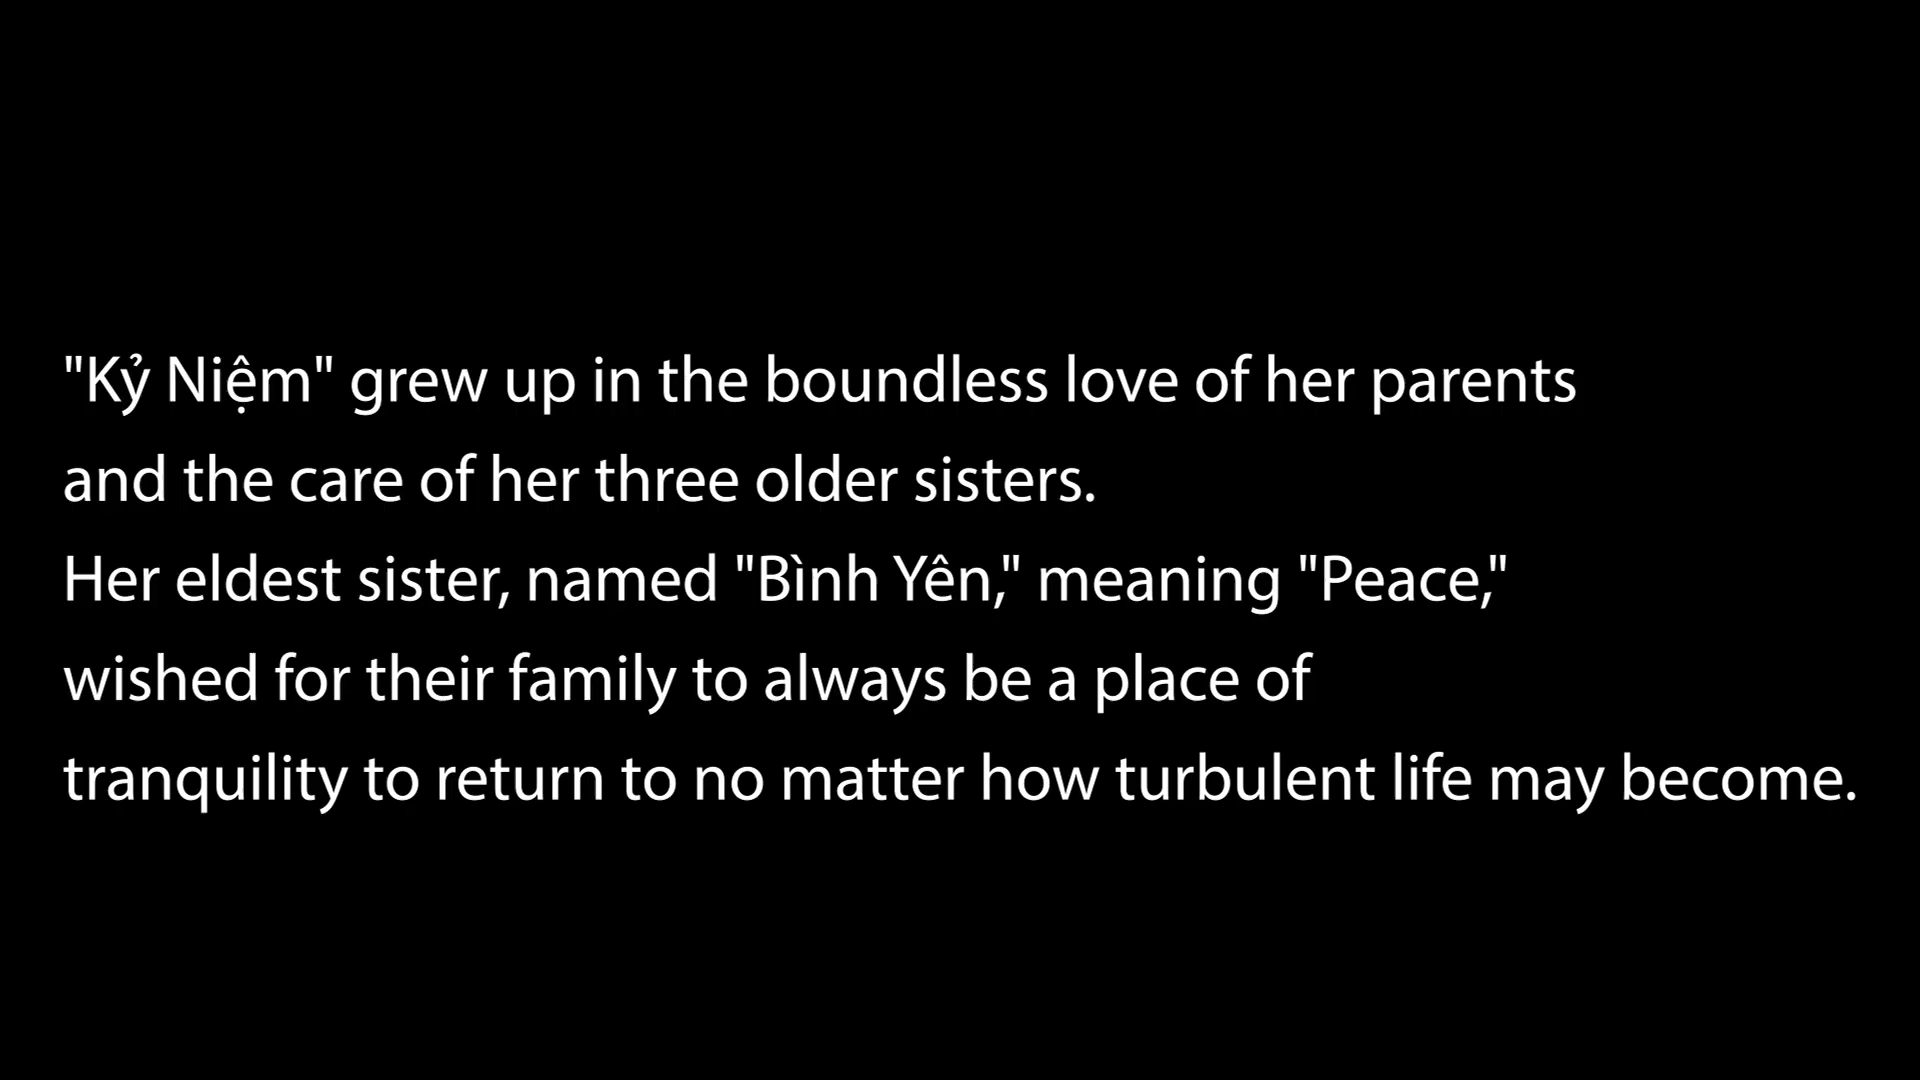 "Kỷ Niệm" grew up in the boundless love of her parents
and the care of her three older sisters.
Her eldest sister, named "Bình Yên," meaning "Peace,"
wished for their family to always be a place of
tranquility to return to no matter how turbulent life may become.